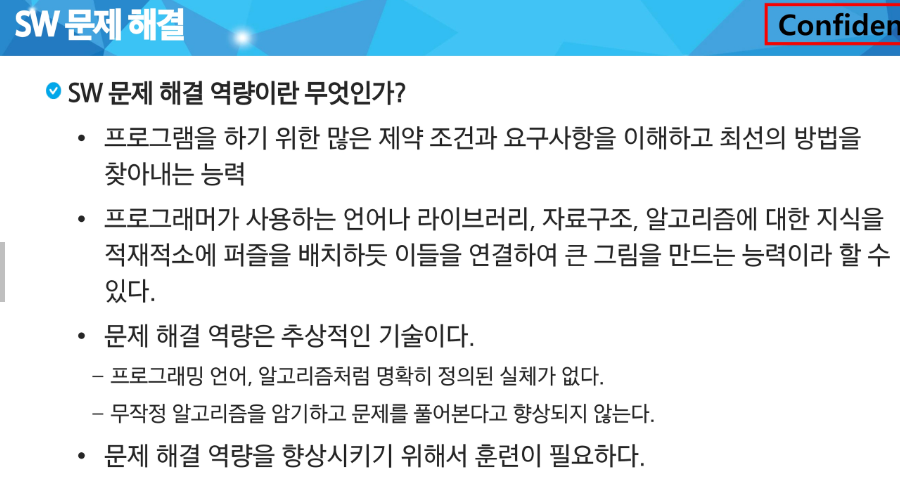 SW 문제 해결
Confiden
SW 문제 해결 역량이란 무엇인가?
• 프로그램을 하기 위한 많은 제약 조건과 요구사항을 이해하고 최선의 방법을
찾아내는 능력
• 프로그래머가 사용하는 언어나 라이브러리, 자료구조, 알고리즘에 대한 지식을
적재적소에 퍼즐을 배치하듯 이들을 연결하여 큰 그림을 만드는 능력이라 할 수
있다.
• 문제 해결 역량은 추상적인 기술이다.
– 프로그래밍 언어, 알고리즘처럼 명확히 정의된 실체가 없다.
– 무작정 알고리즘을 암기하고 문제를 풀어본다고 향상되지 않는다.
• 문제 해결 역량을 향상시키기 위해서 훈련이 필요하다.